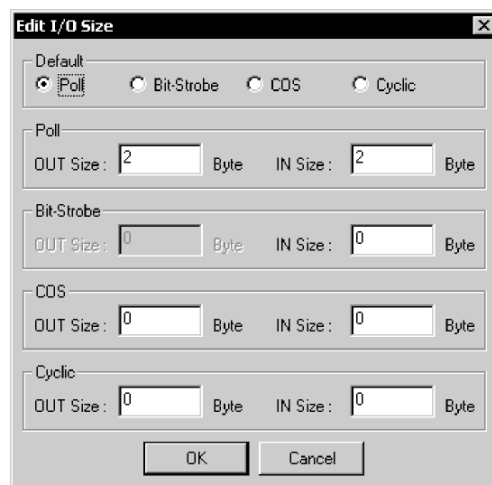 Edit I/O Size
Default
Poll Bit-Strobe COS Cyclic
Poll
OUT Size : 2 Byte IN Size : 2 Byte
Bit-Strobe
OUT Size : 0 Byte IN Size : 0 Byte
COS
OUT Size : 0 Byte IN Size : 0 Byte
Cyclic
OUT Size : 0 Byte IN Size : 0 Byte
OK Cancel